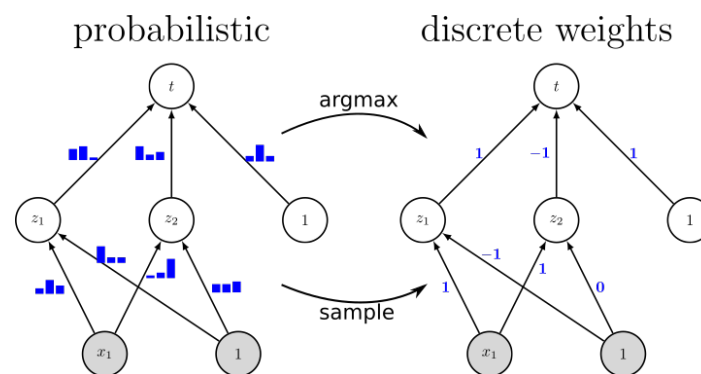 probabilistic discrete weights
t t
argmax
1 −1 1
z₁ z₂ 1 z₁ z₂ 1
−1
1 1 0
sample
x₁ 1 x₁ 1